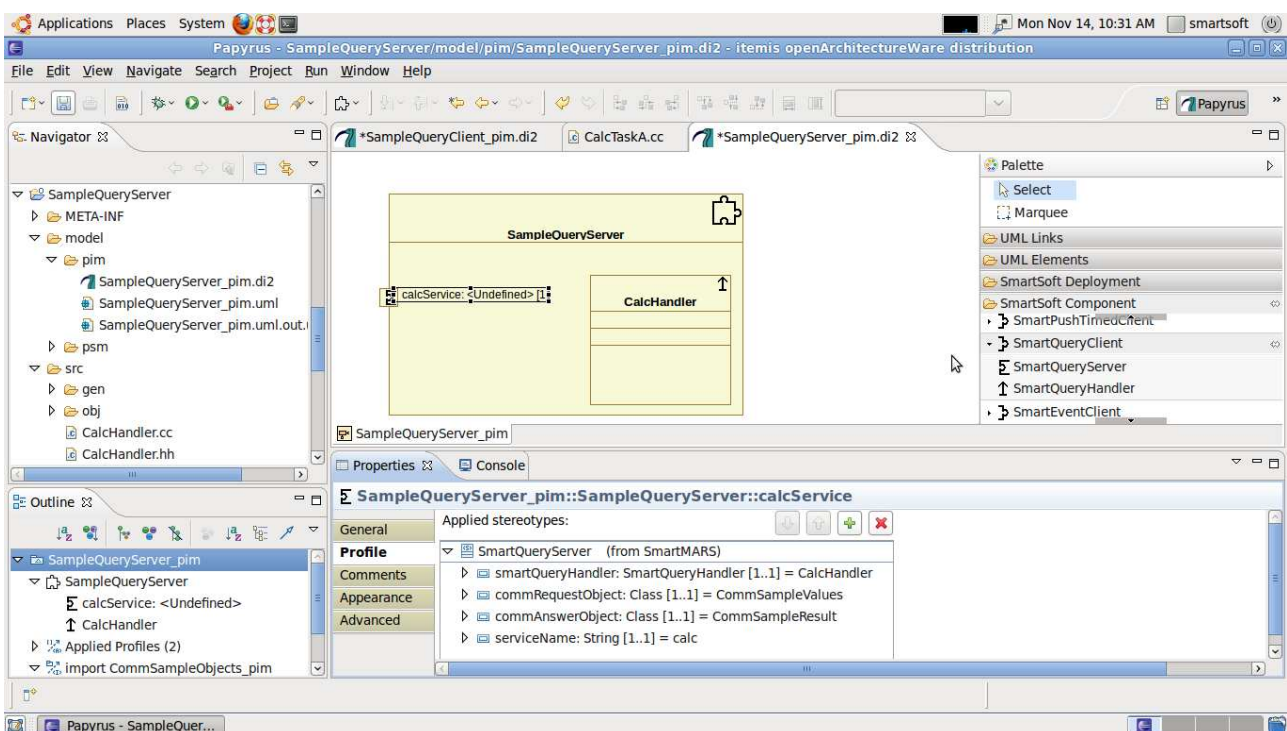 Applications Places System Mon Nov 14, 10:31 AM smartsoft
Papyrus - SampleQueryServer/model/pim/SampleQueryServer_pim.di2 - itemis openArchitectureWare distribution
File Edit View Navigate Search Project Run Window Help
Papyrus »
Navigator
*SampleQueryClient_pim.di2 CalcTaskA.cc *SampleQueryServer_pim.di2
SampleQueryServer
META-INF
model
pim
SampleQueryServer_pim.di2
SampleQueryServer_pim.uml
SampleQueryServer_pim.uml.out.
psm
src
gen
obj
CalcHandler.cc
CalcHandler.hh
SampleQueryServer
calcService: <Undefined> [1
CalcHandler
SampleQueryServer_pim
Palette
Select
Marquee
UML Links
UML Elements
SmartSoft Deployment
SmartSoft Component
SmartPushTimedClient
SmartQueryClient
SmartQueryServer
SmartQueryHandler
SmartEventClient
Outline
SampleQueryServer_pim
SampleQueryServer
calcService: <Undefined>
CalcHandler
Applied Profiles (2)
import CommSampleObjects_pim
Properties Console
SampleQueryServer_pim::SampleQueryServer::calcService
General
Profile
Comments
Appearance
Advanced
Applied stereotypes:
SmartQueryServer (from SmartMARS)
smartQueryHandler: SmartQueryHandler [1..1] = CalcHandler
commRequestObject: Class [1..1] = CommSampleValues
commAnswerObject: Class [1..1] = CommSampleResult
serviceName: String [1..1] = calc
Papyrus - SampleQuer...